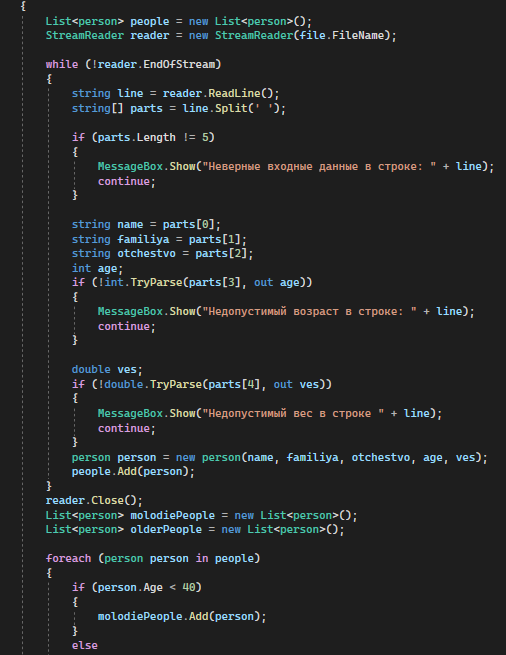 {
List<person> people = new List<person>();
StreamReader reader = new StreamReader(file.FileName);
while (!reader.EndOfStream)
{
string line = reader.ReadLine();
string[] parts = line.Split(' ');
if (parts.Length != 5)
{
MessageBox.Show("Неверные входные данные в строке: " + line);
continue;
}
string name = parts[0];
string familiya = parts[1];
string otchestvo = parts[2];
int age;
if (!int.TryParse(parts[3], out age))
{
MessageBox.Show("Недопустимый возраст в строке: " + line);
continue;
}
double ves;
if (!double.TryParse(parts[4], out ves))
{
MessageBox.Show("Недопустимый вес в строке " + line);
continue;
}
person person = new person(name, familiya, otchestvo, age, ves);
people.Add(person);
}
reader.Close();
List<person> molodiePeople = new List<person>();
List<person> olderPeople = new List<person>();
foreach (person person in people)
{
if (person.Age < 40)
{
molodiePeople.Add(person);
}
else